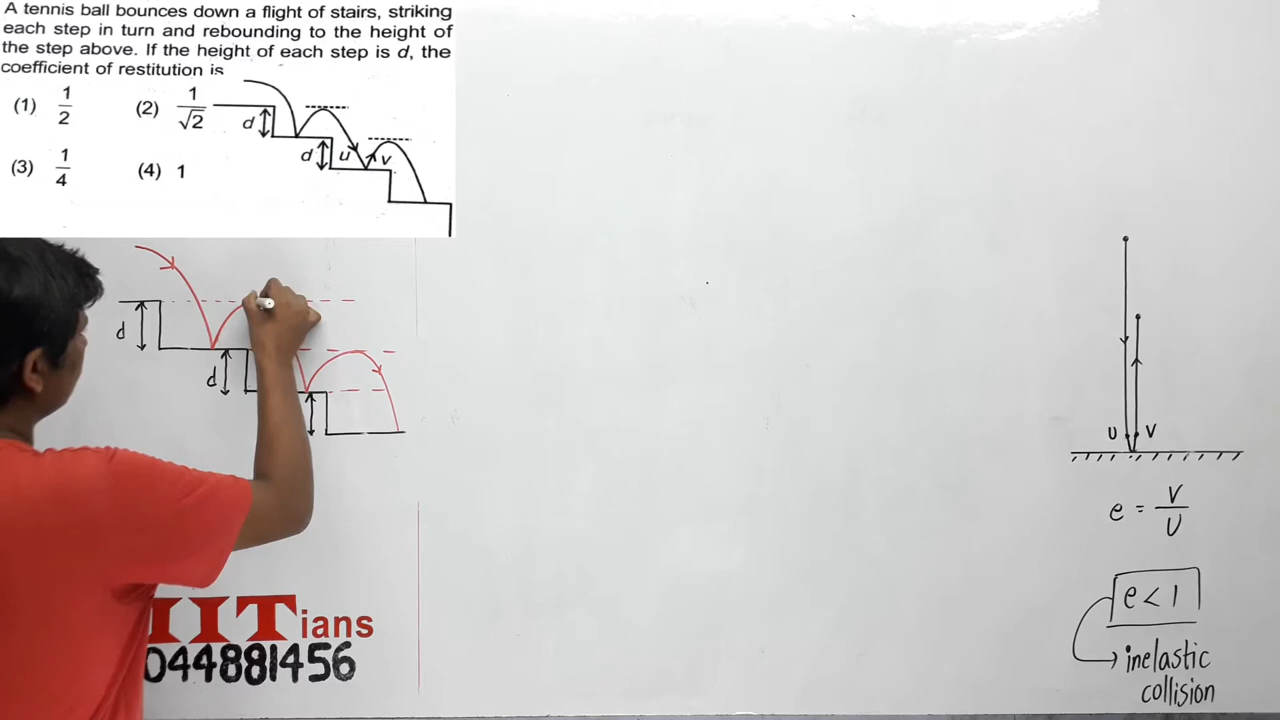 A tennis ball bounces down a flight of stairs, striking
each step in turn and rebounding to the height of
the step above. If the height of each step is d, the
coefficient of restitution is
(1) 1/2 (2) 1/√2
(3) 1/4 (4) 1
d
d
u
v
d
d
U V
e = V/U
e < 1
inelastic
collision
IITians
044881456